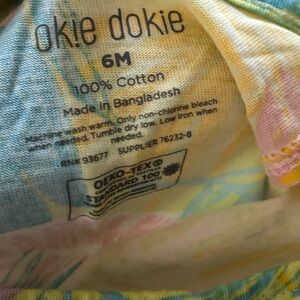 okie dokie
6M
100% Cotton
Made in Bangladesh
Machine wash warm. Only non-chlorine bleach
when needed. Tumble dry low. Iron low when
needed.
RN# 93677 SUPPLIER 76232-8
OEKO-TEX®
STANDARD 100